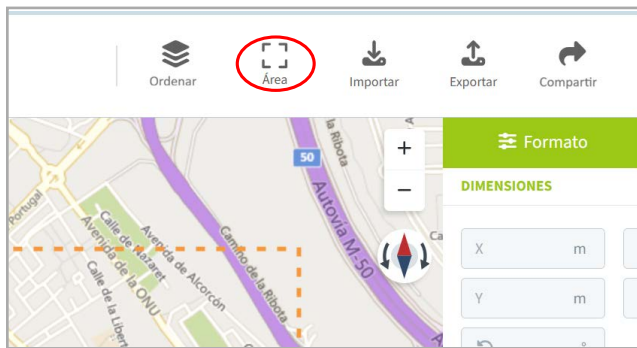 Ordenar Área Importar Exportar Compartir
la Ribota
50
+
Formato
−
DIMENSIONES
Portugal
Autovía M-50
Calle de Nazaret
Avenida de Alcorcón
Camino de la Ribota
Avenida de la ONU
X m
Calle de la Libert
Y m
°